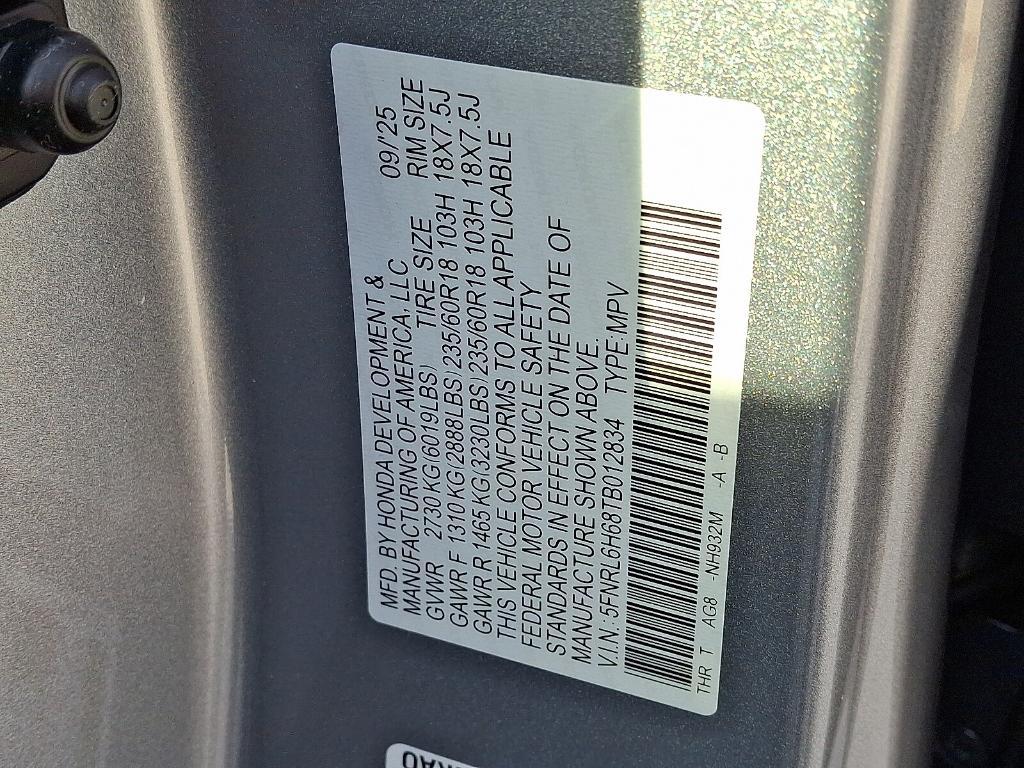 MFD. BY HONDA DEVELOPMENT &
MANUFACTURING OF AMERICA, LLC 09/'25
GVWR 2730 KG(6019LBS) TIRE SIZE RIM SIZE
GAWR F 1310 KG(2888LBS) 235/60R18 103H 18X7.5J
GAWR R 1465 KG(3230LBS) 235/60R18 103H 18X7.5J
THIS VEHICLE CONFORMS TO ALL APPLICABLE
FEDERAL MOTOR VEHICLE SAFETY
STANDARDS IN EFFECT ON THE DATE OF
MANUFACTURE SHOWN ABOVE.
V.I.N: 5FNRL6H68TB012834 TYPE:MPV
THR T AG8 -NH932M -A -B